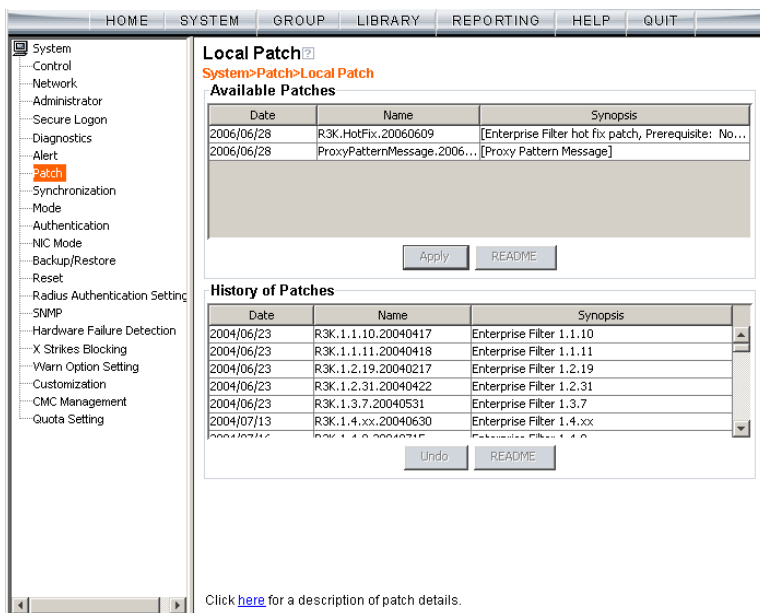 HOME SYSTEM GROUP LIBRARY REPORTING HELP QUIT
System
Control
Network
Administrator
Secure Logon
Diagnostics
Alert
Patch
Synchronization
Mode
Authentication
NIC Mode
Backup/Restore
Reset
Radius Authentication Setting
SNMP
Hardware Failure Detection
X Strikes Blocking
Warn Option Setting
Customization
CMC Management
Quota Setting
Local Patch ?
System>Patch>Local Patch
Available Patches
Date Name Synopsis
2006/06/28 R3K.HotFix.20060609 [Enterprise Filter hot fix patch, Prerequisite: No...
2006/06/28 ProxyPatternMessage.2006... [Proxy Pattern Message]
Apply README
History of Patches
Date Name Synopsis
2004/06/23 R3K.1.1.10.20040417 Enterprise Filter 1.1.10
2004/06/23 R3K.1.1.11.20040418 Enterprise Filter 1.1.11
2004/06/23 R3K.1.2.19.20040217 Enterprise Filter 1.2.19
2004/06/23 R3K.1.2.31.20040422 Enterprise Filter 1.2.31
2004/06/23 R3K.1.3.7.20040531 Enterprise Filter 1.3.7
2004/07/13 R3K.1.4.xx.20040630 Enterprise Filter 1.4.xx
Undo README
Click here for a description of patch details.